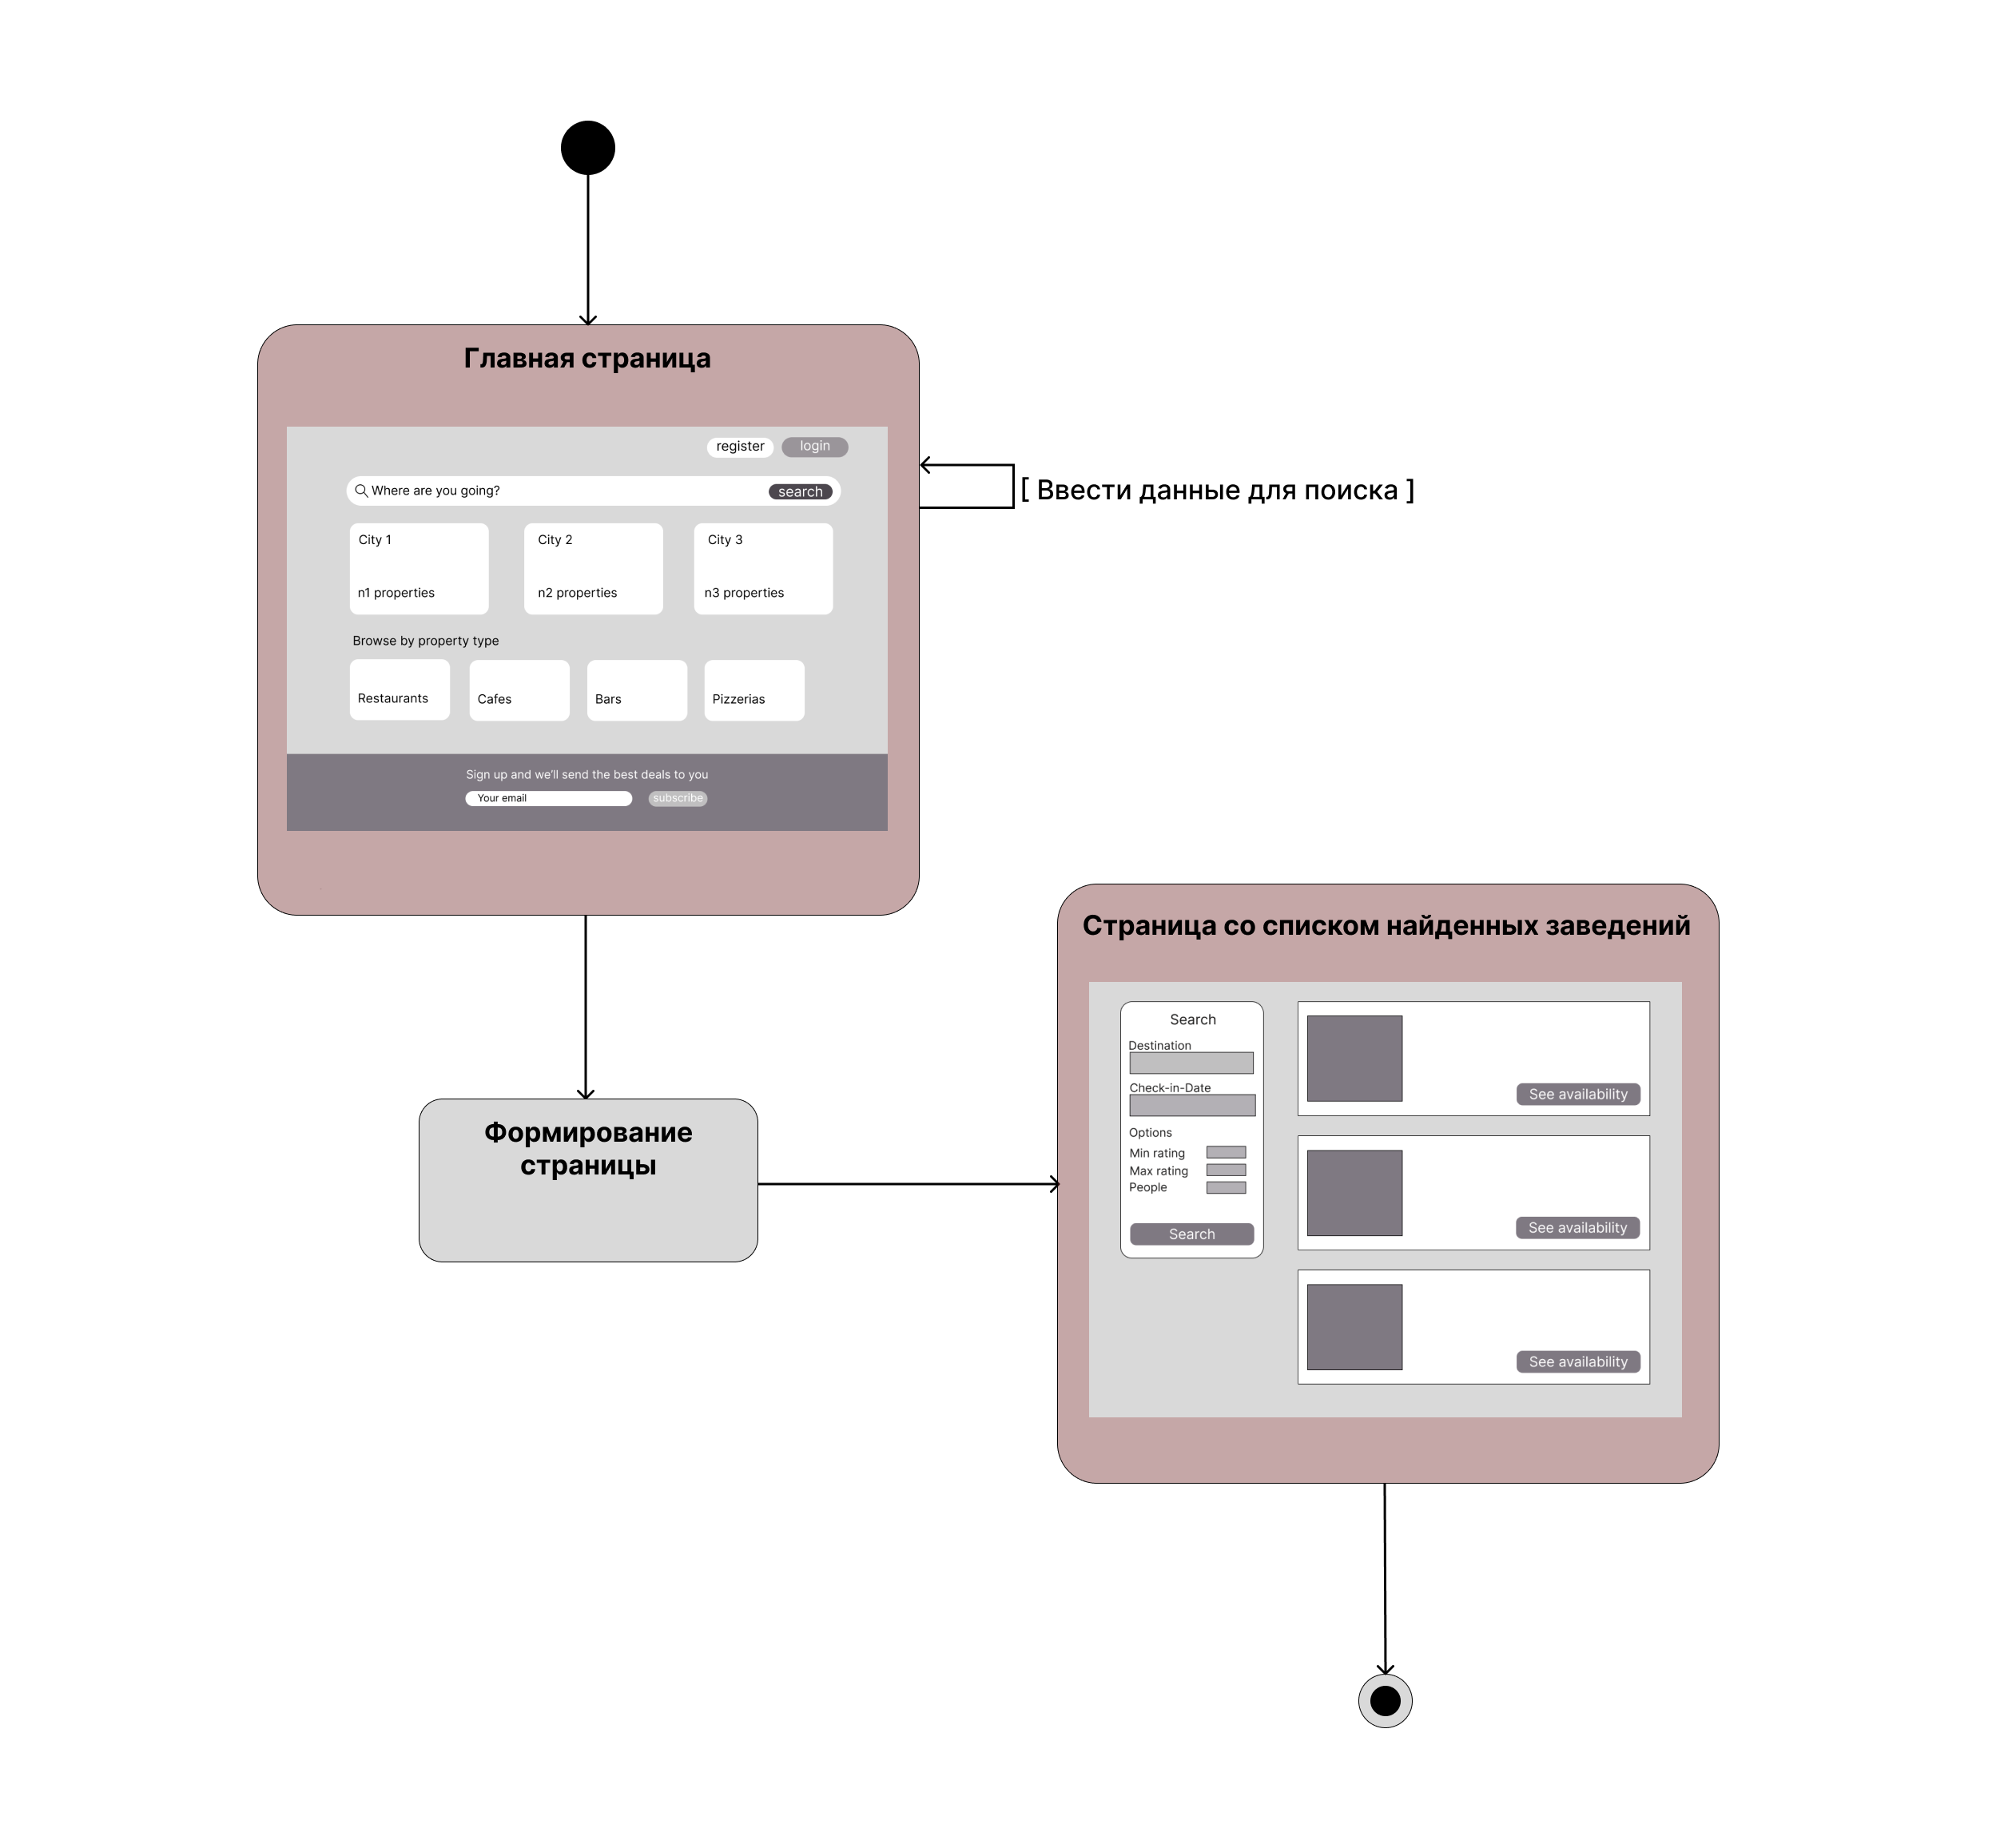 Главная страница
register
login
Where are you going?
search
[ Ввести данные для поиска ]
City 1
City 2
City 3
n1 properties
n2 properties
n3 properties
Browse by property type
Restaurants
Cafes
Bars
Pizzerias
Sign up and we'll send the best deals to you
Your email
subscribe
Страница со списком найденных заведений
Search
Destination
Check-in-Date
Options
Min rating
Max rating
People
Search
See availability
See availability
See availability
Формирование
страницы